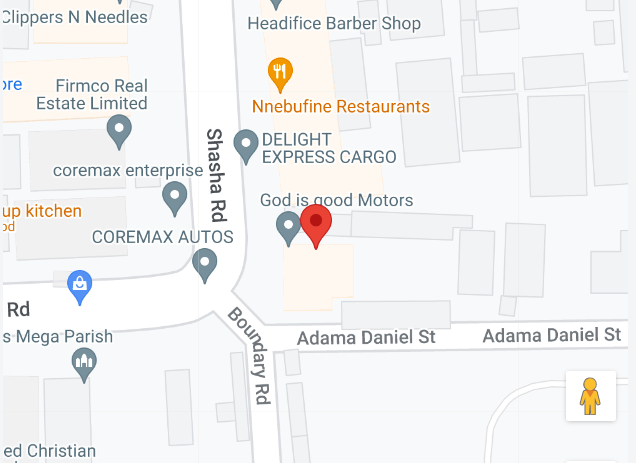 Clippers N Needles
Headifice Barber Shop
ore
Firmco Real
Estate Limited
Nnebufine Restaurants
Shasha Rd
DELIGHT
EXPRESS CARGO
coremax enterprise
God is good Motors
up kitchen
od
COREMAX AUTOS
Rd
Boundary Rd
Adama Daniel St
Adama Daniel St
s Mega Parish
ed Christian